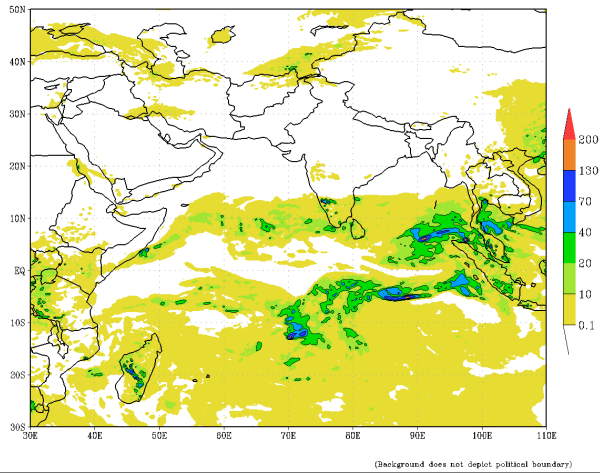 50N
40N
30N
20N
10N
EQ
10S
20S
30S
30E 40E 50E 60E 70E 80E 90E 100E 110E
200
130
70
40
20
10
0.1
(Background does not depict political boundary)